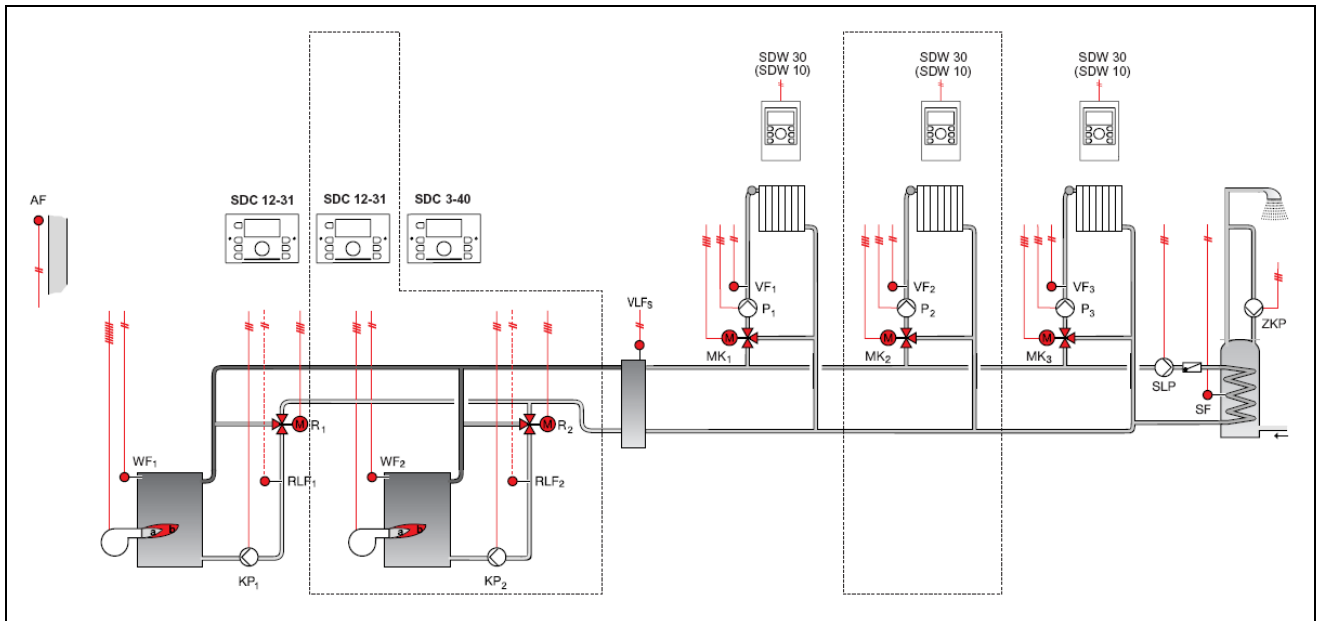 SDW 30
(SDW 10)
SDW 30
(SDW 10)
SDW 30
(SDW 10)
AF
SDC 12-31
SDC 12-31
SDC 3-40
VLFS
VF1
VF2
VF3
P1
P2
P3
ZKP
M
M
M
MK1
MK2
MK3
SLP
SF
M
R1
M
R2
WF1
RLF1
WF2
RLF2
a
b
a
b
KP1
KP2